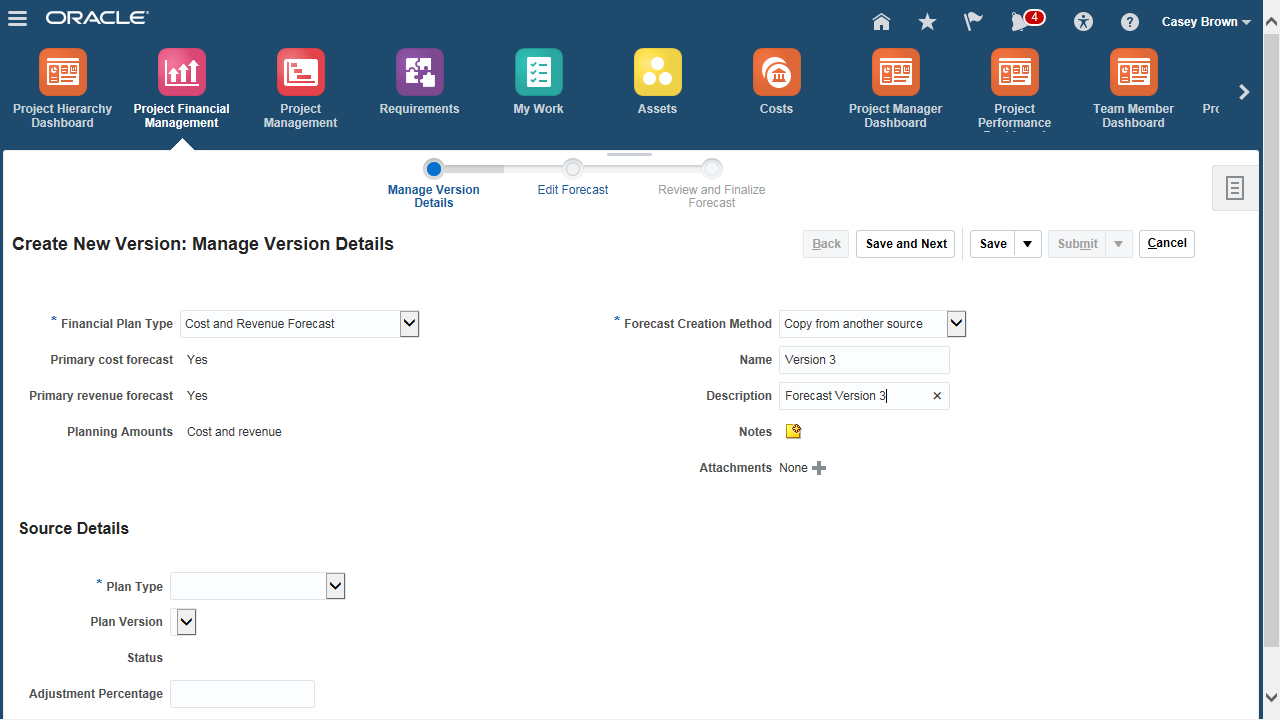 ORACLE
4
Casey Brown
Project Hierarchy
Dashboard
Project Financial
Management
Project
Management
Requirements
My Work
Assets
Costs
Project Manager
Dashboard
Project
Performance
Team Member
Dashboard
Pro
Manage Version
Details
Edit Forecast
Review and Finalize
Forecast
Create New Version: Manage Version Details
Back
Save and Next
Save
Submit
Cancel
* Financial Plan Type Cost and Revenue Forecast
* Forecast Creation Method Copy from another source
Primary cost forecast Yes
Name Version 3
Primary revenue forecast Yes
Description Forecast Version 3
Planning Amounts Cost and revenue
Notes
Attachments None
Source Details
* Plan Type
Plan Version
Status
Adjustment Percentage